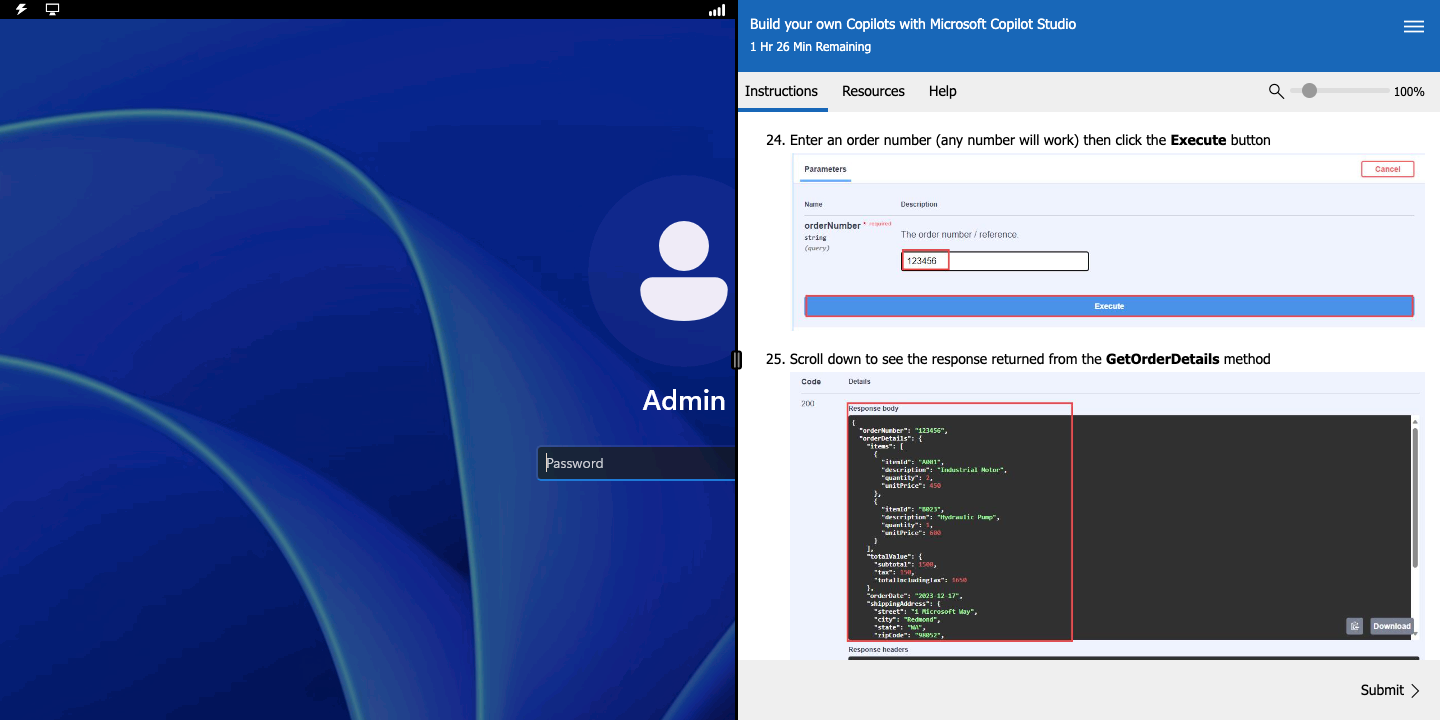 Admin
Password
Build your own Copilots with Microsoft Copilot Studio
1 Hr 26 Min Remaining
Instructions Resources Help 100%
24. Enter an order number (any number will work) then click the Execute button
Parameters Cancel
Name Description
orderNumber * required
string
(query)
The order number / reference.
123456
Execute
25. Scroll down to see the response returned from the GetOrderDetails method
Code Details
200
Response body
{
"orderNumber": "123456",
"orderDetails": {
"items": [
{
"itemId": "A001",
"description": "Industrial Motor",
"quantity": 2,
"unitPrice": 450
},
{
"itemId": "B023",
"description": "Hydraulic Pump",
"quantity": 1,
"unitPrice": 600
}
],
"totalValue": {
"subtotal": 1500,
"tax": 150,
"totalIncludingTax": 1650
},
"orderDate": "2023-12-17",
"shippingAddress": {
"street": "1 Microsoft Way",
"city": "Redmond",
"state": "WA",
"zipCode": "98052",
Download
Response headers
Submit